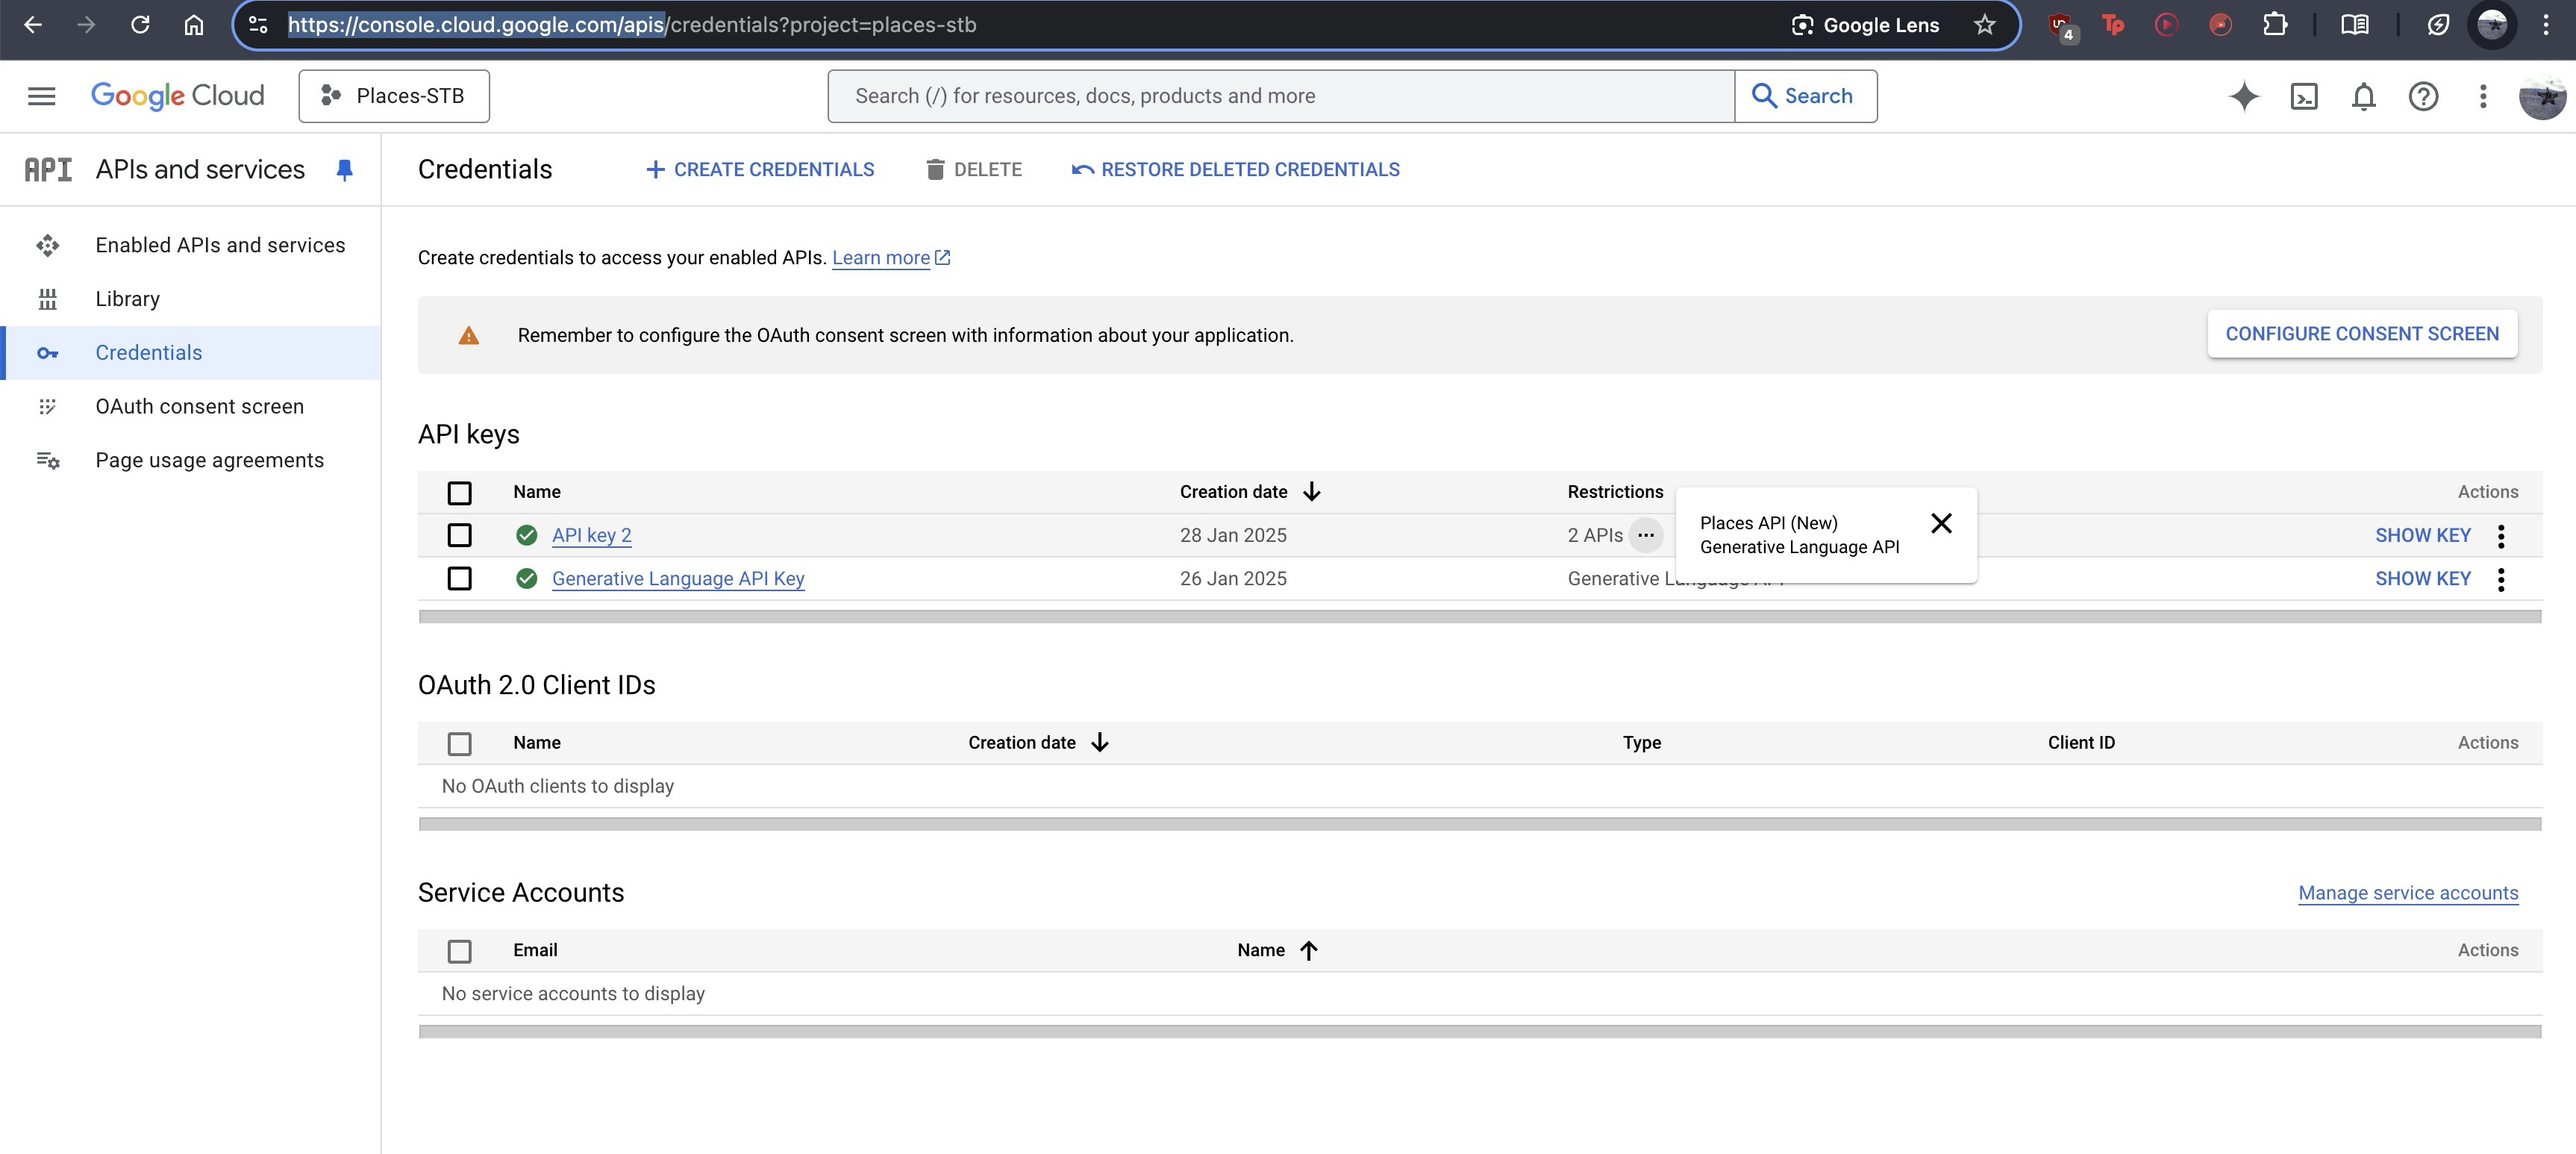 https://console.cloud.google.com/apis/credentials?project=places-stb
Google Lens
4
Tp
Google Cloud
Places-STB
Search (/) for resources, docs, products and more
Search
API
APIs and services
Credentials
CREATE CREDENTIALS
DELETE
RESTORE DELETED CREDENTIALS
Enabled APIs and services
Library
Credentials
OAuth consent screen
Page usage agreements
Create credentials to access your enabled APIs. Learn more
Remember to configure the OAuth consent screen with information about your application.
CONFIGURE CONSENT SCREEN
API keys
Name
Creation date
Restrictions
Actions
API key 2
28 Jan 2025
2 APIs
Places API (New)
Generative Language API
SHOW KEY
Generative Language API Key
26 Jan 2025
Generative Language API
SHOW KEY
OAuth 2.0 Client IDs
Name
Creation date
Type
Client ID
Actions
No OAuth clients to display
Service Accounts
Manage service accounts
Email
Name
Actions
No service accounts to display